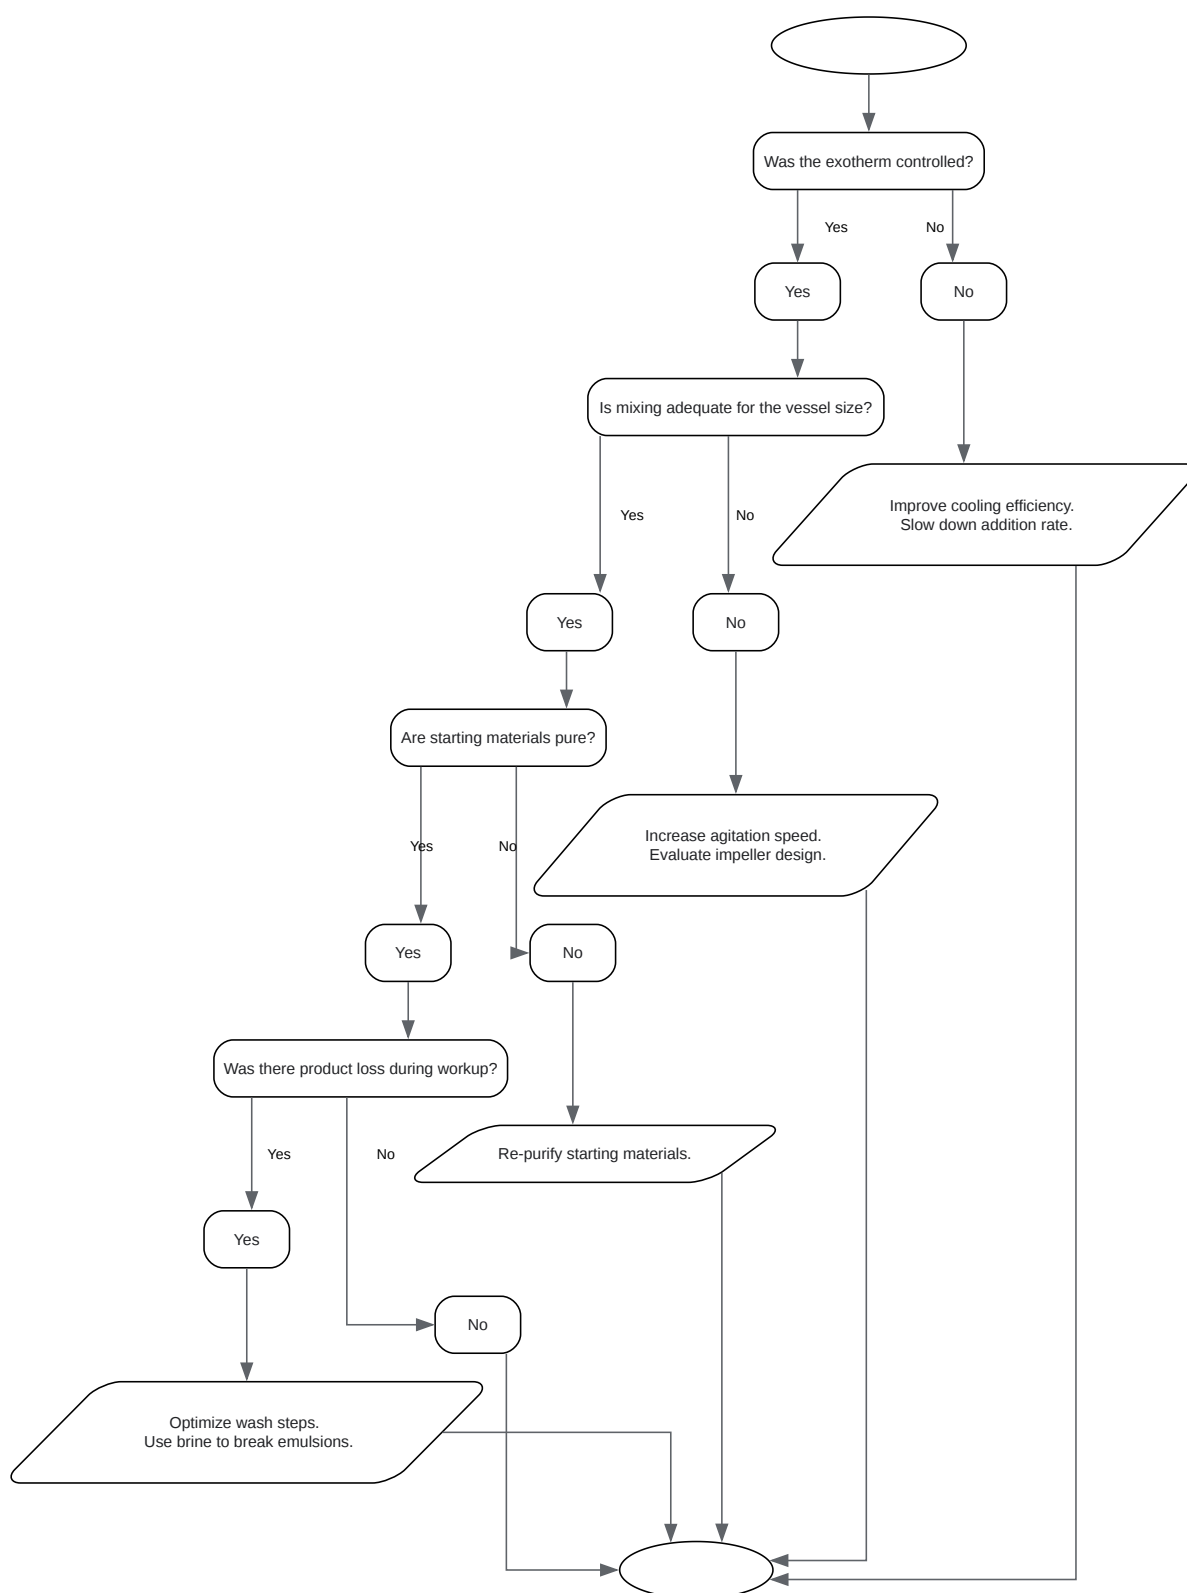 Was the exotherm controlled?
Yes
No
Yes
No
Is mixing adequate for the vessel size?
Improve cooling efficiency.
Slow down addition rate.
Yes
No
Yes
No
Are starting materials pure?
Increase agitation speed.
Evaluate impeller design.
Yes
No
Yes
No
Was there product loss during workup?
Yes
No
Re-purify starting materials.
Yes
No
Optimize wash steps.
Use brine to break emulsions.